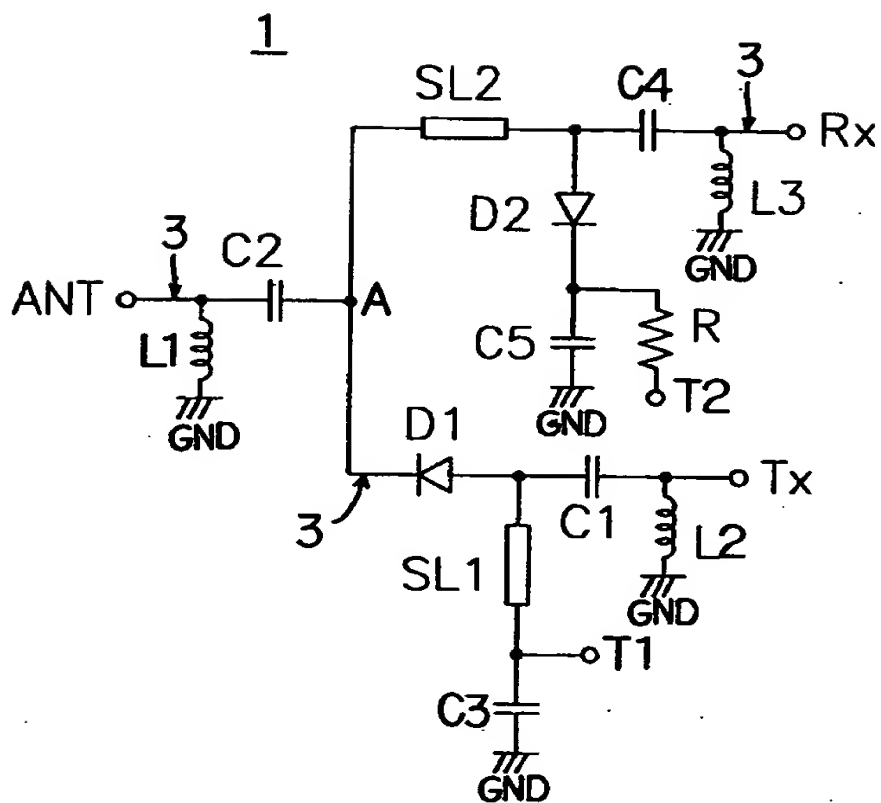 1
SL2
C4
3
Rx
D2
L3
GND
3
C2
ANT
A
L1
C5
R
GND
T2
GND
D1
Tx
C1
3
L2
SL1
GND
T1
C3
GND